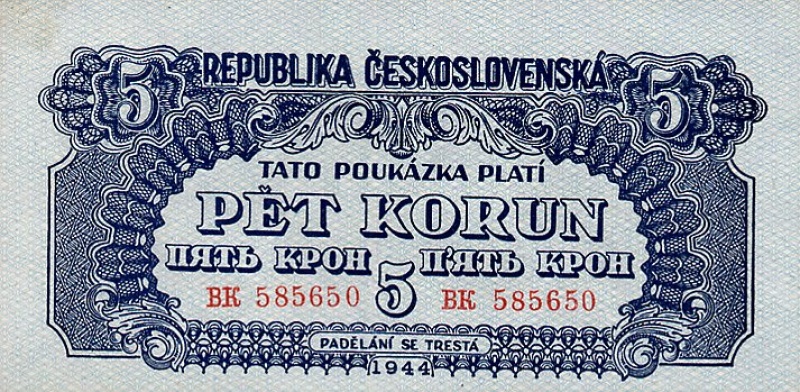 5 REPUBLIKA ČESKOSLOVENSKÁ 5
TATO POUKÁZKA PLATÍ
PĚT KORUN
ПЯТЬ КРОН 5 П'ЯТЬ КРОН
ВК 585650 ВК 585650
PADĚLÁNÍ SE TRESTÁ
1944